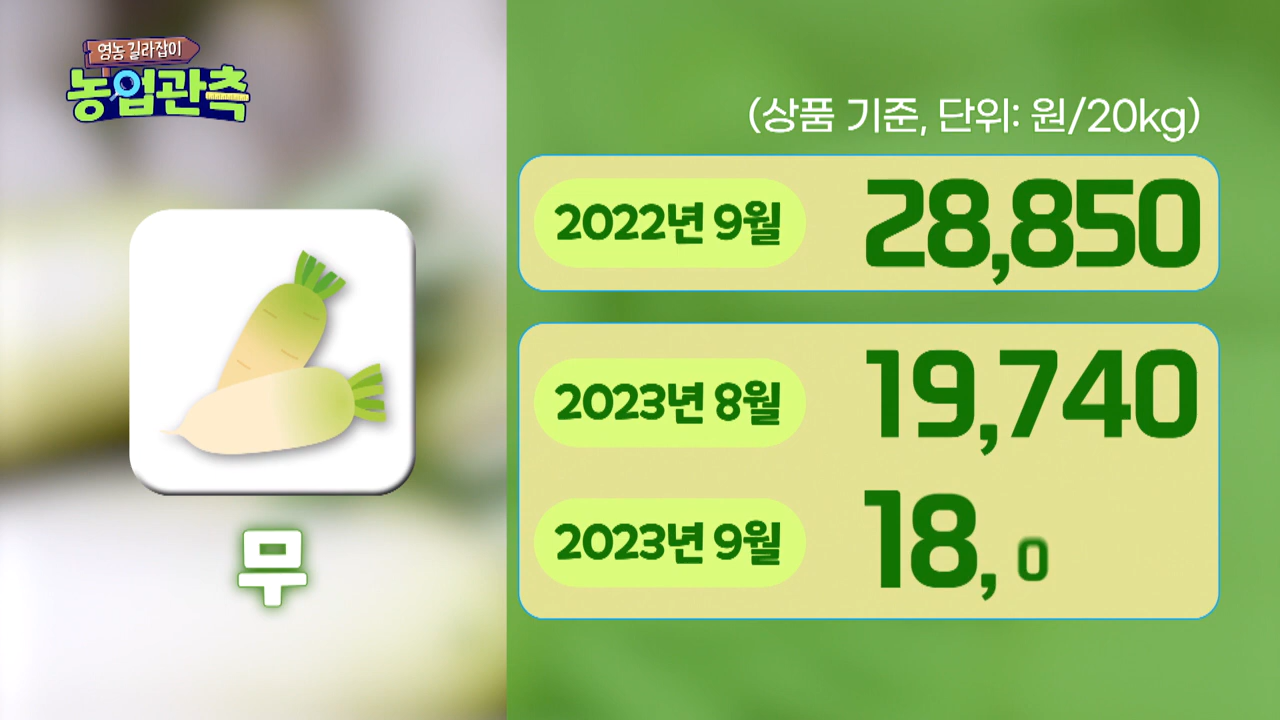 영농 길라잡이
농업관측
(상품 기준, 단위: 원/20kg)
2022년 9월 28,850
2023년 8월 19,740
2023년 9월 18, 0
무